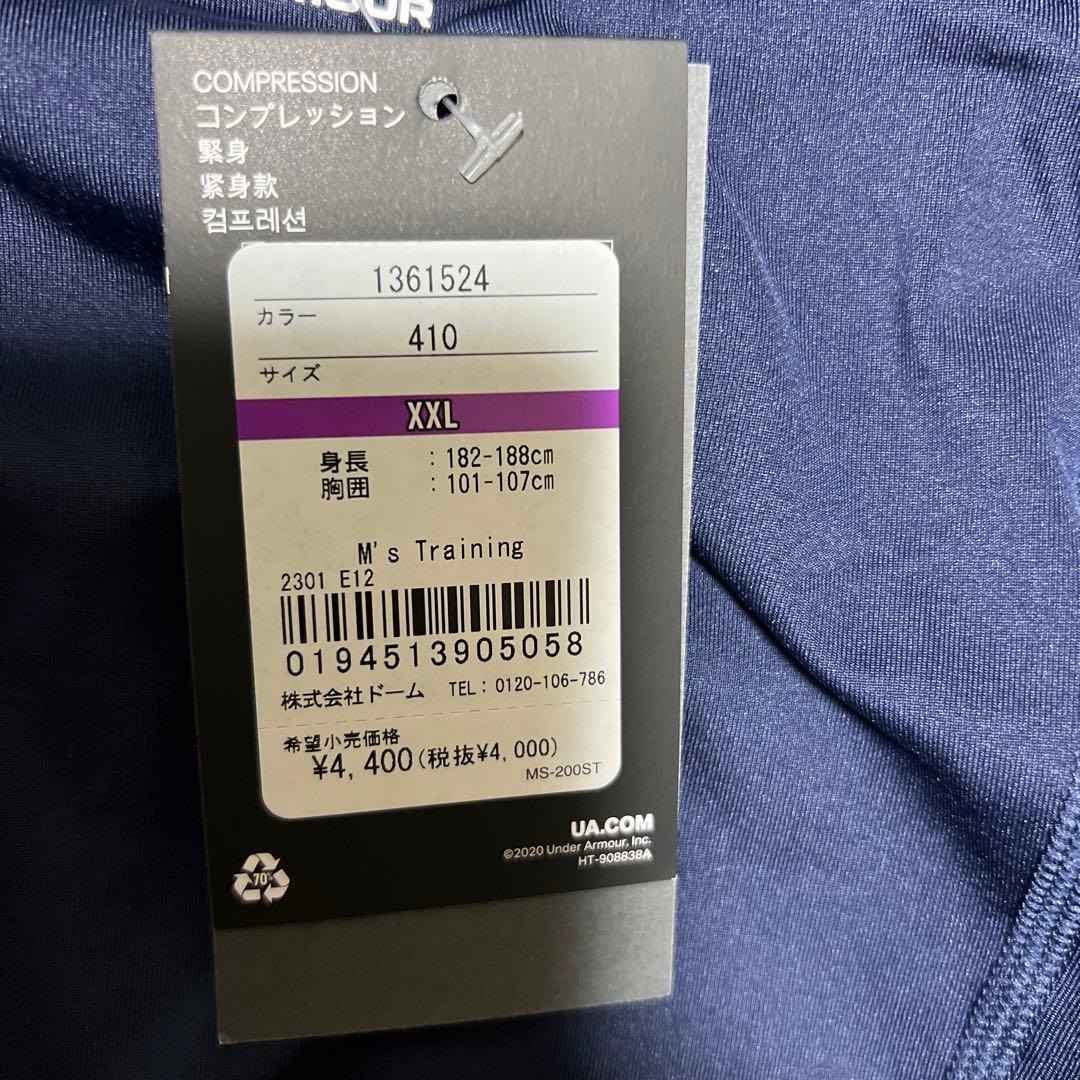 COMPRESSION
コンプレッション
緊身
紧身款
컴프레션
1361524
カラー
410
サイズ
XXL
身長 : 182-188cm
胸囲 : 101-107cm
M's Training
2301 E12
0194513905058
株式会社ドーム TEL: 0120-106-786
希望小売価格
¥4,400(税抜¥4,000)
MS-200ST
UA.COM
©2020 Under Armour, Inc.
HT-908838A
70%